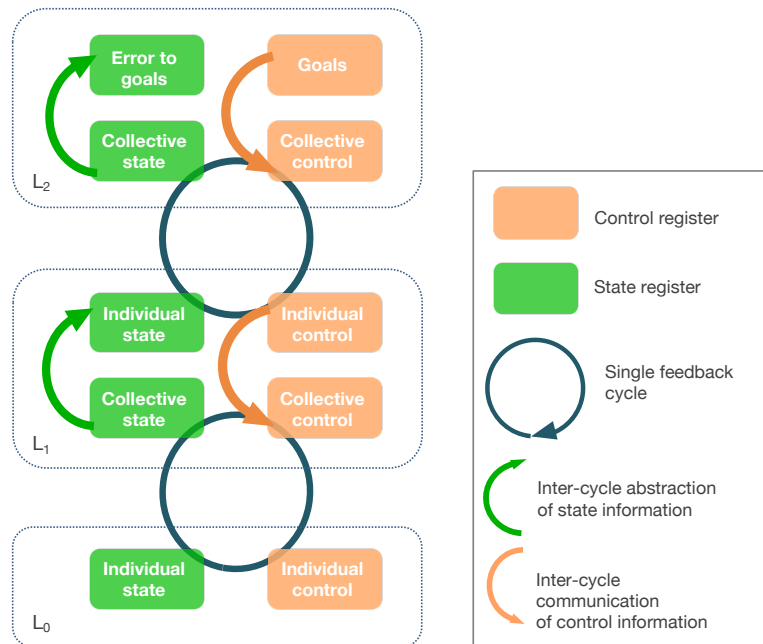 Error to
goals
Goals
Collective
state
Collective
control
L2
Individual
state
Individual
control
Collective
state
Collective
control
L1
Individual
state
Individual
control
L0
Control register
State register
Single feedback
cycle
Inter-cycle abstraction
of state information
Inter-cycle
communication
of control information